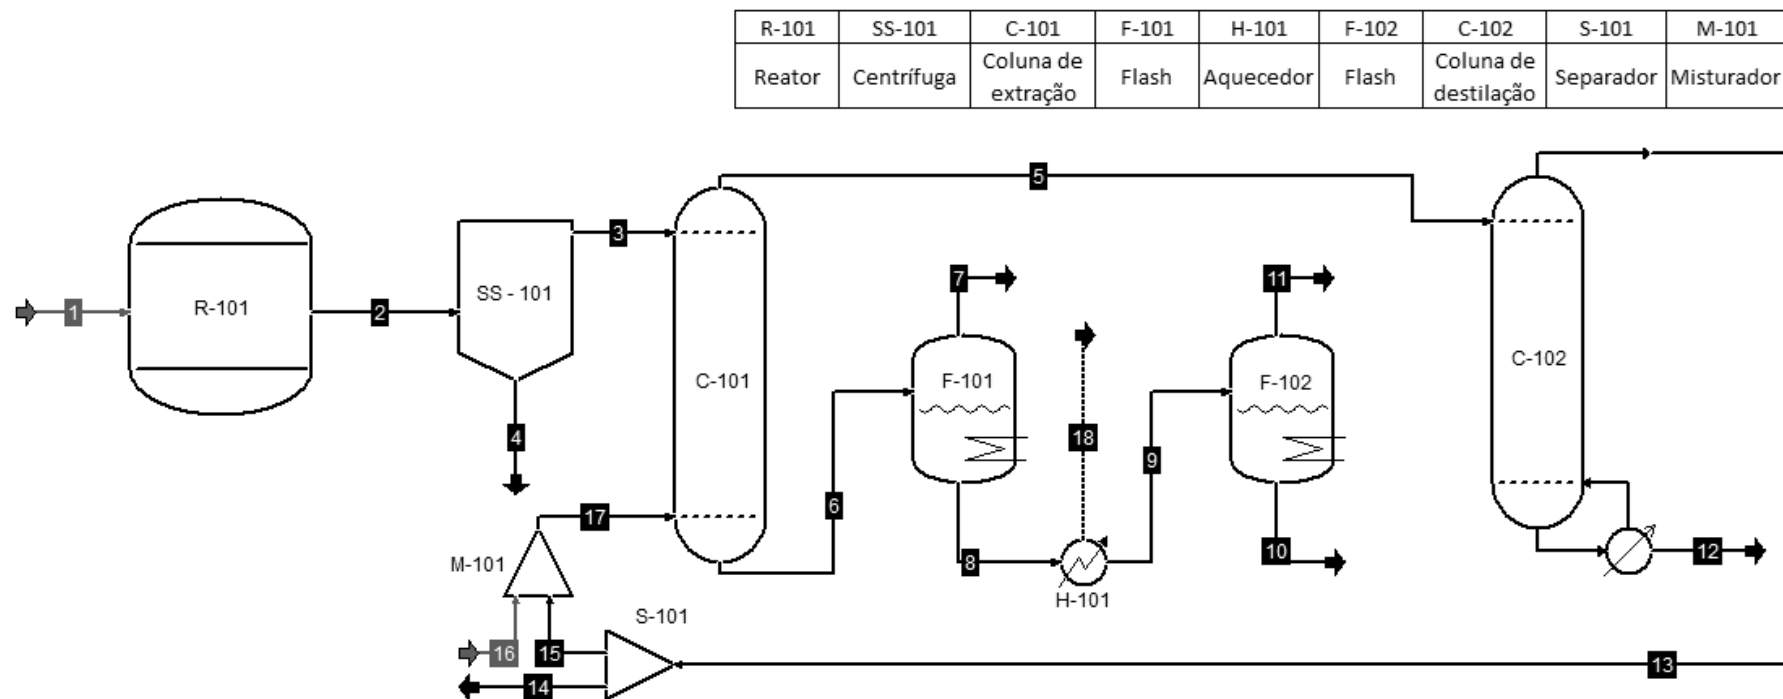 R-101 SS-101 C-101 F-101 H-101 F-102 C-102 S-101 M-101
Reator Centrífuga Coluna de extração Flash Aquecedor Flash Coluna de destilação Separador Misturador
5
3
7
11
SS - 101
1
R-101
2
C-102
F-101
F-102
C-101
4
18
9
6
17
M-101
8
10
12
H-101
S-101
16
15
13
14